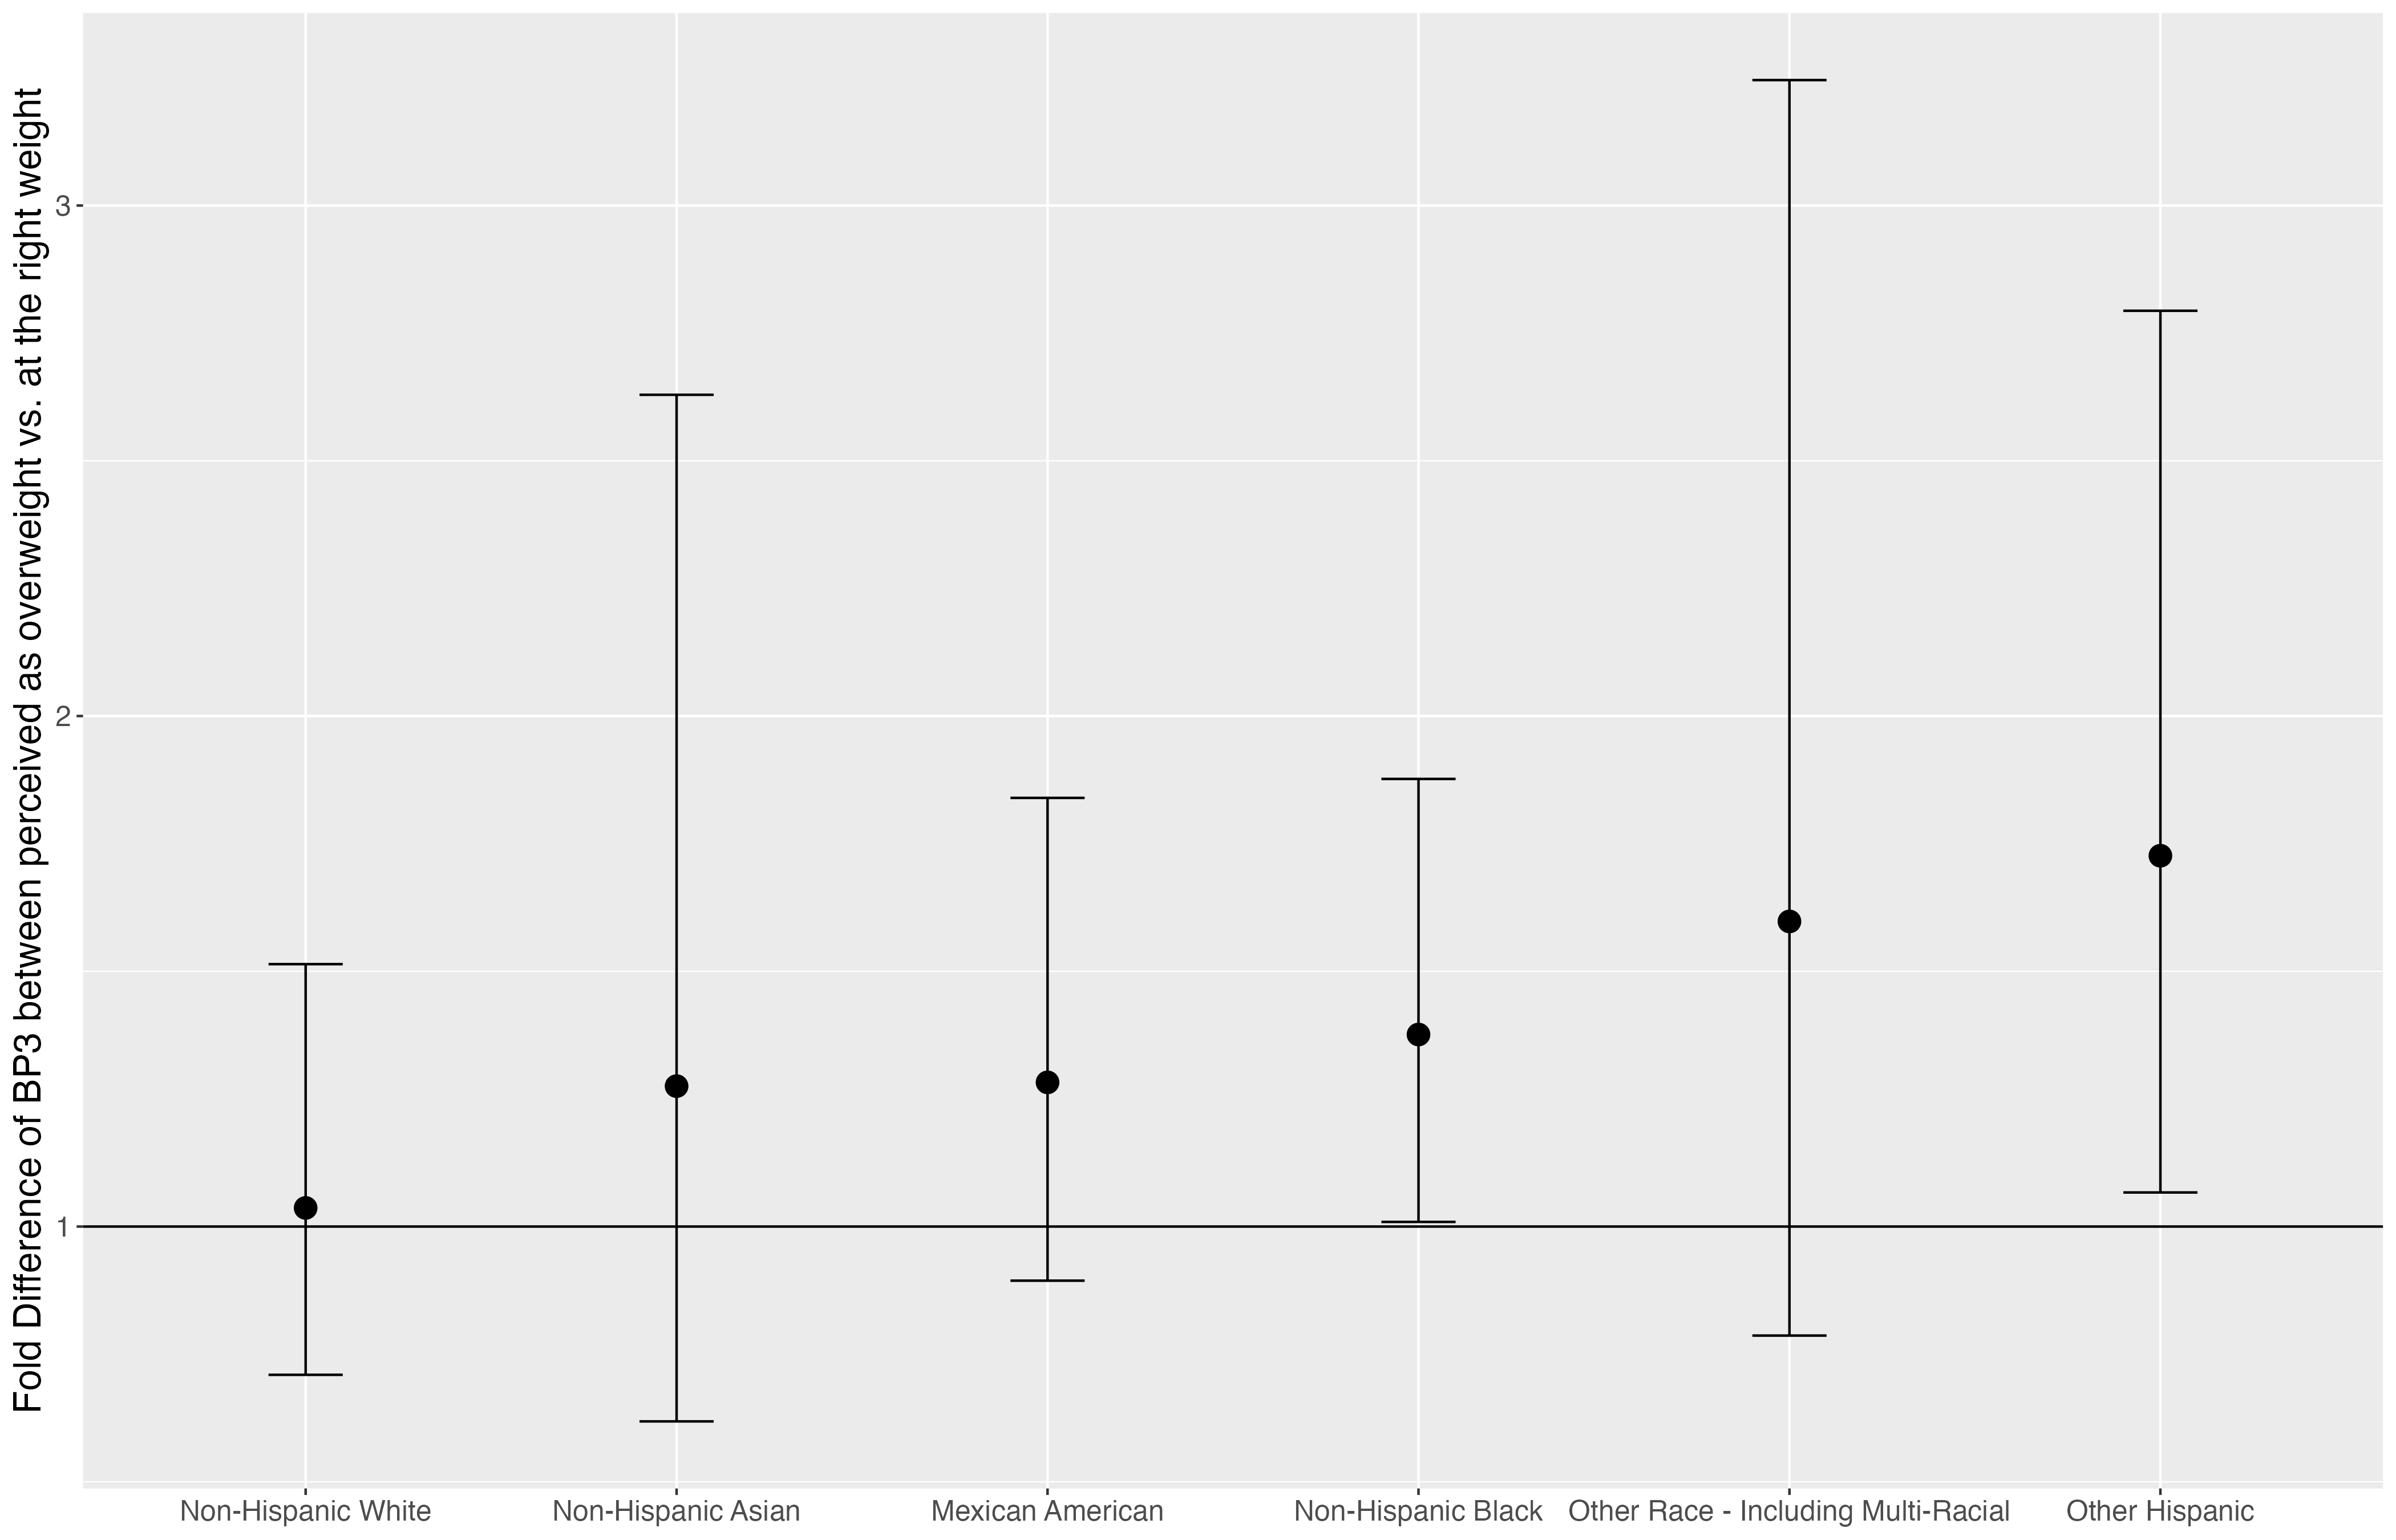 Fold Difference of BP3 between perceived as overweight vs. at the right weight
3
2
1
Non-Hispanic White
Non-Hispanic Asian
Mexican American
Non-Hispanic Black
Other Race - Including Multi-Racial
Other Hispanic